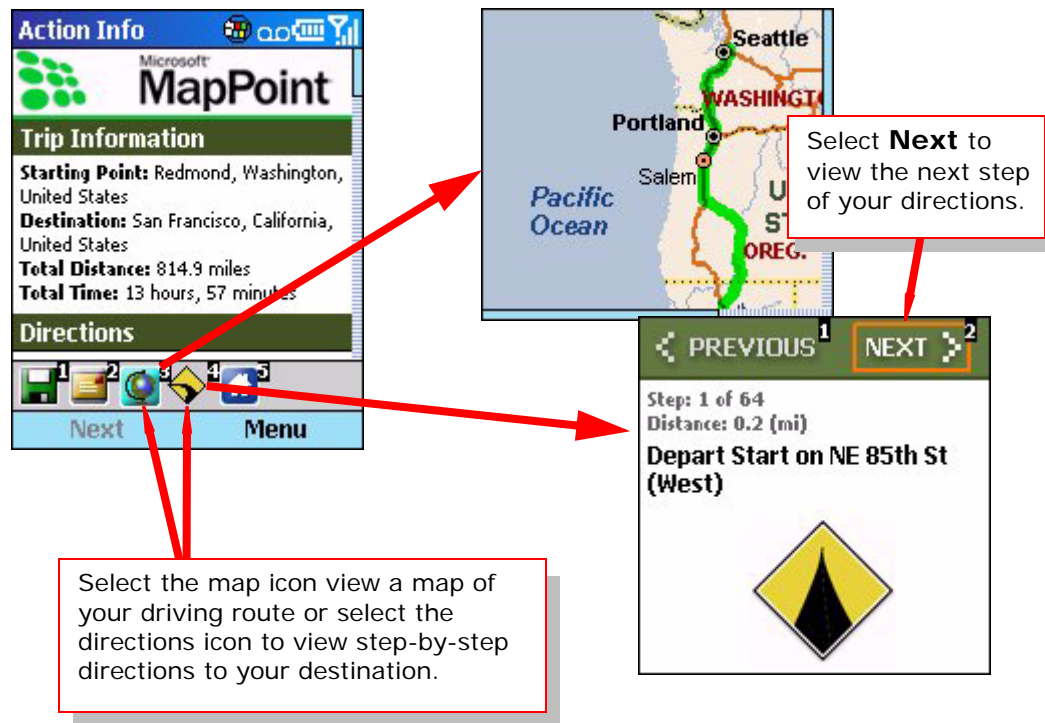 Action Info
Microsoft
MapPoint
Trip Information
Starting Point: Redmond, Washington,
United States
Destination: San Francisco, California,
United States
Total Distance: 814.9 miles
Total Time: 13 hours, 57 minutes
Directions
1 2 3 4 5
Next Menu
Seattle
WASHINGT
Portland
Salem
Pacific
Ocean
U
ST
OREG.
Select Next to
view the next step
of your directions.
PREVIOUS 1 NEXT 2
Step: 1 of 64
Distance: 0.2 (mi)
Depart Start on NE 85th St
(West)
Select the map icon view a map of
your driving route or select the
directions icon to view step-by-step
directions to your destination.